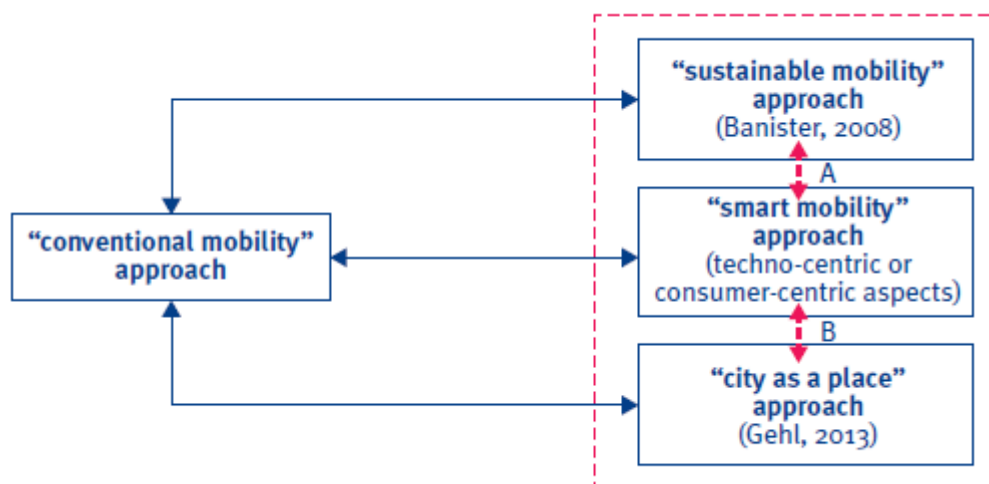 “sustainable mobility”
approach
(Banister, 2008)
A
“smart mobility”
approach
(techno-centric or
consumer-centric aspects)
“conventional mobility”
approach
B
“city as a place”
approach
(Gehl, 2013)